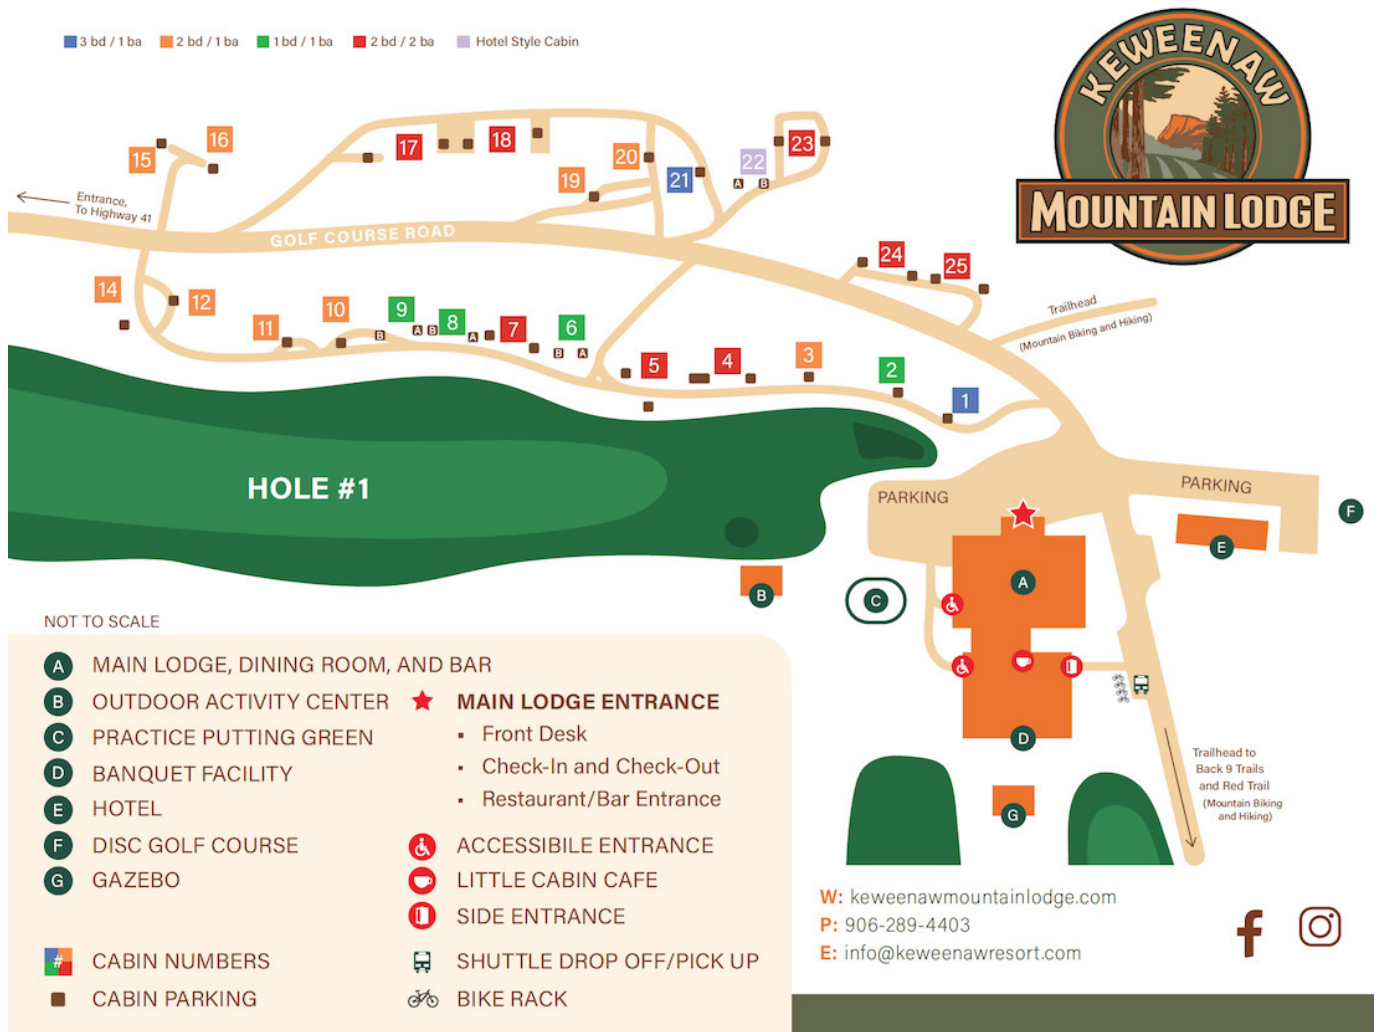 3 bd / 1 ba
2 bd / 1 ba
1 bd / 1 ba
2 bd / 2 ba
Hotel Style Cabin
KEWEENAW
MOUNTAIN LODGE
15
16
17
18
19
20
21
22
A
B
23
Entrance,
To Highway 41
GOLF COURSE ROAD
24
25
14
12
11
10
9
B
A
B
8
A
7
6
B
A
5
4
3
2
1
Trailhead
(Mountain Biking and Hiking)
HOLE #1
PARKING
PARKING
F
E
A
B
C
D
G
Trailhead to
Back 9 Trails
and Red Trail
(Mountain Biking
and Hiking)
NOT TO SCALE
A MAIN LODGE, DINING ROOM, AND BAR
B OUTDOOR ACTIVITY CENTER
C PRACTICE PUTTING GREEN
D BANQUET FACILITY
E HOTEL
F DISC GOLF COURSE
G GAZEBO
# CABIN NUMBERS
CABIN PARKING
MAIN LODGE ENTRANCE
▪ Front Desk
▪ Check-In and Check-Out
▪ Restaurant/Bar Entrance
ACCESSIBILE ENTRANCE
LITTLE CABIN CAFE
SIDE ENTRANCE
SHUTTLE DROP OFF/PICK UP
BIKE RACK
W: keweenawmountainlodge.com
P: 906-289-4403
E: info@keweenawresort.com